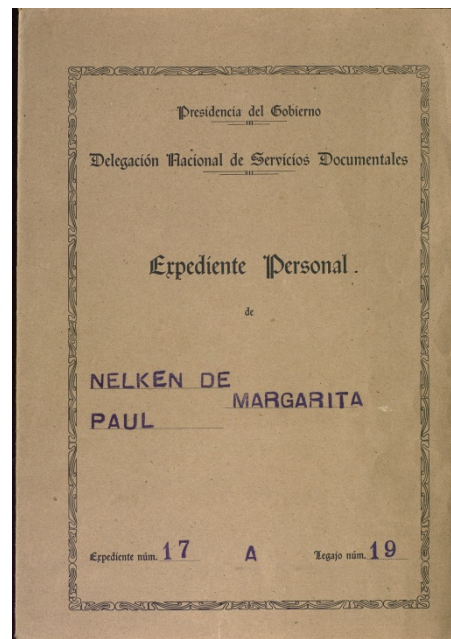 Presidencia del Gobierno
Delegación Nacional de Servicios Documentales
Expediente Personal.
de
NELKEN DE
MARGARITA
PAUL
Expediente núm. 17 A Legajo núm. 19